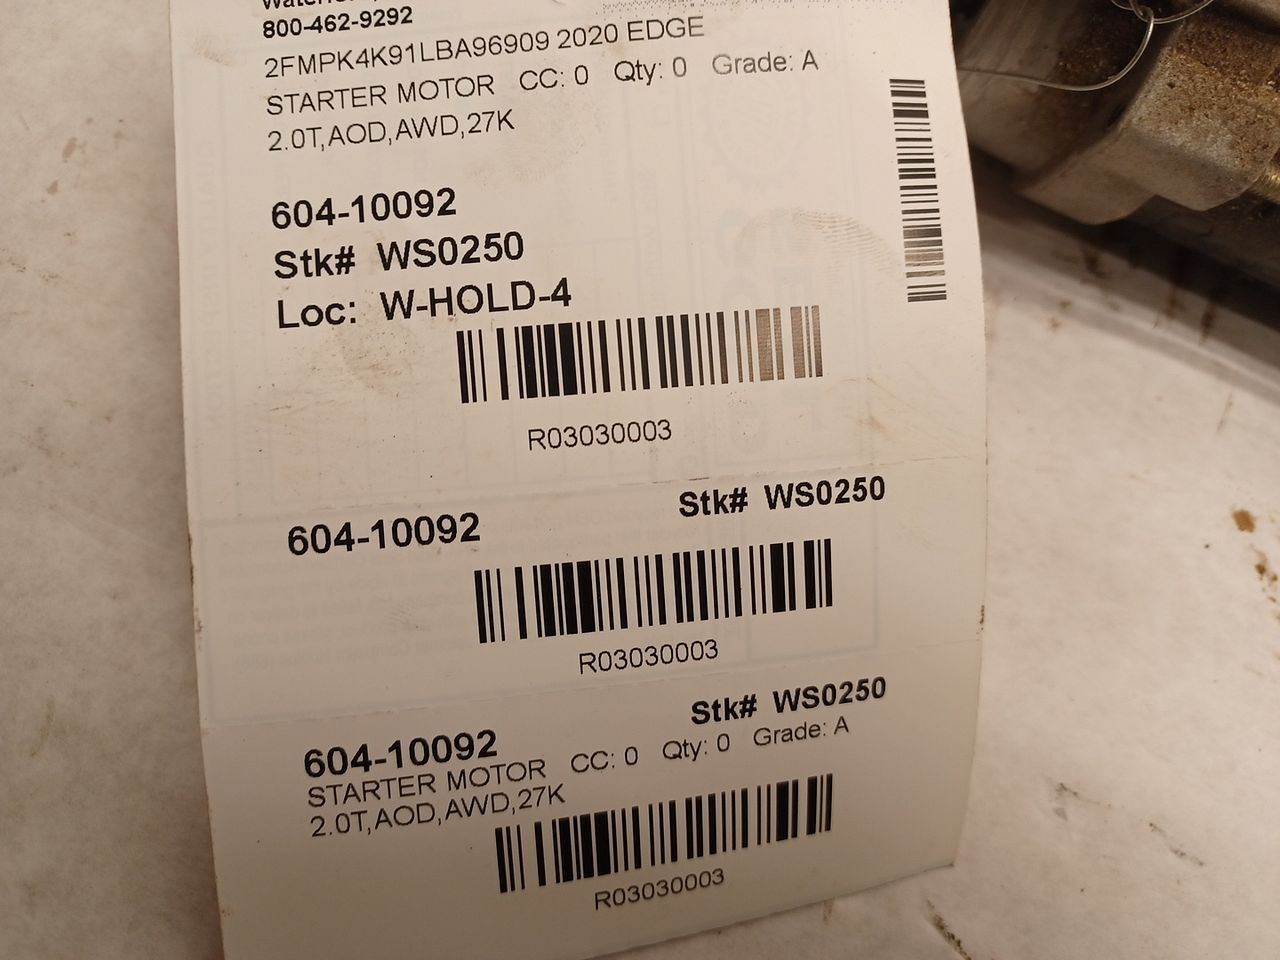 800-462-9292
2FMPK4K91LBA96909 2020 EDGE
STARTER MOTOR CC: 0 Qty: 0 Grade: A
2.0T,AOD,AWD,27K
604-10092
Stk# WS0250
Loc: W-HOLD-4
R03030003
604-10092 Stk# WS0250
R03030003
604-10092 Stk# WS0250
STARTER MOTOR CC: 0 Qty: 0 Grade: A
2.0T,AOD,AWD,27K
R03030003